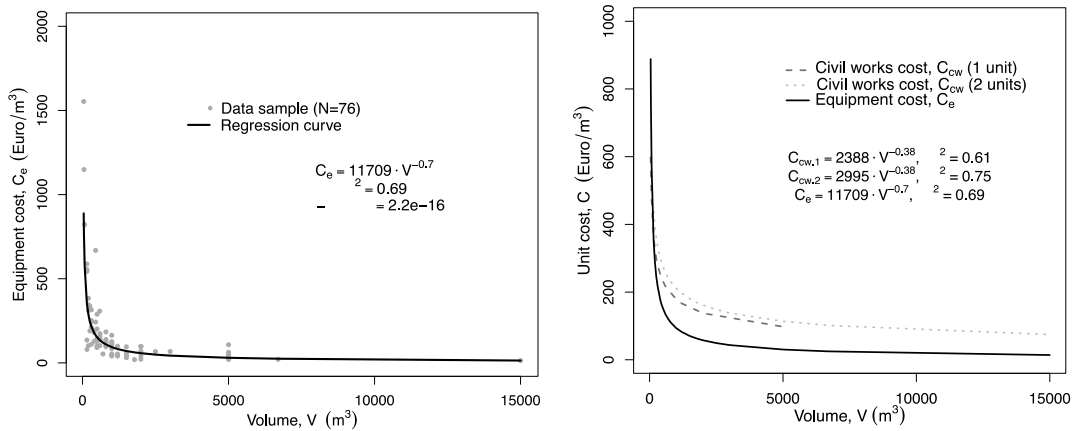 2000
1500
1000
500
0
Equipment cost, Cₑ (Euro/m³)
Data sample (N=76)
Regression curve
Cₑ = 11709 · V⁻⁰·⁷
² = 0.69
− = 2.2e−16
0 5000 10000 15000
Volume, V (m³)
1000
800
600
400
200
0
Unit cost, C (Euro/m³)
Civil works cost, C_cw (1 unit)
Civil works cost, C_cw (2 units)
Equipment cost, Cₑ
C_cw.1 = 2388 · V⁻⁰·³⁸, ² = 0.61
C_cw.2 = 2995 · V⁻⁰·³⁸, ² = 0.75
Cₑ = 11709 · V⁻⁰·⁷, ² = 0.69
0 5000 10000 15000
Volume, V (m³)